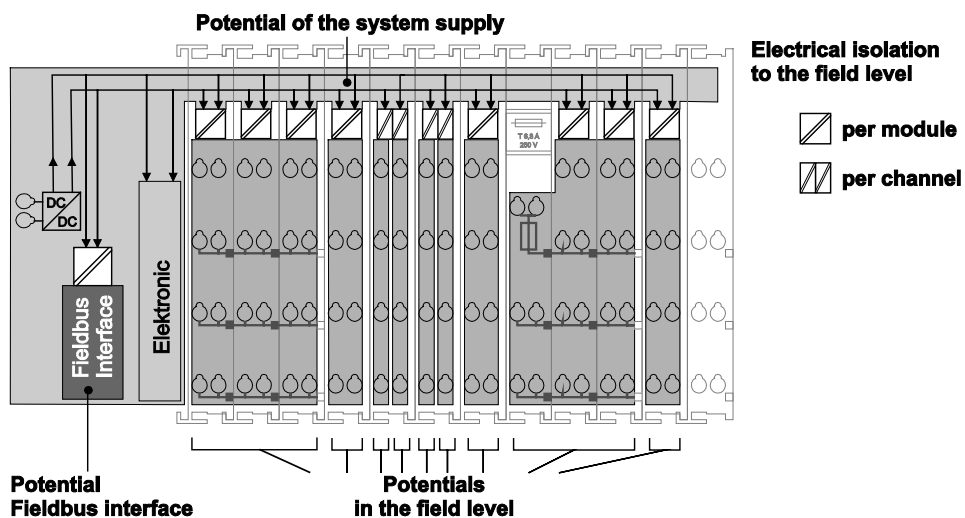 Potential of the system supply
Electrical isolation
to the field level
per module
per channel
T 6,3 A
250 V
DC
DC
Fieldbus
Interface
Elektronic
Potential
Fieldbus interface
Potentials
in the field level